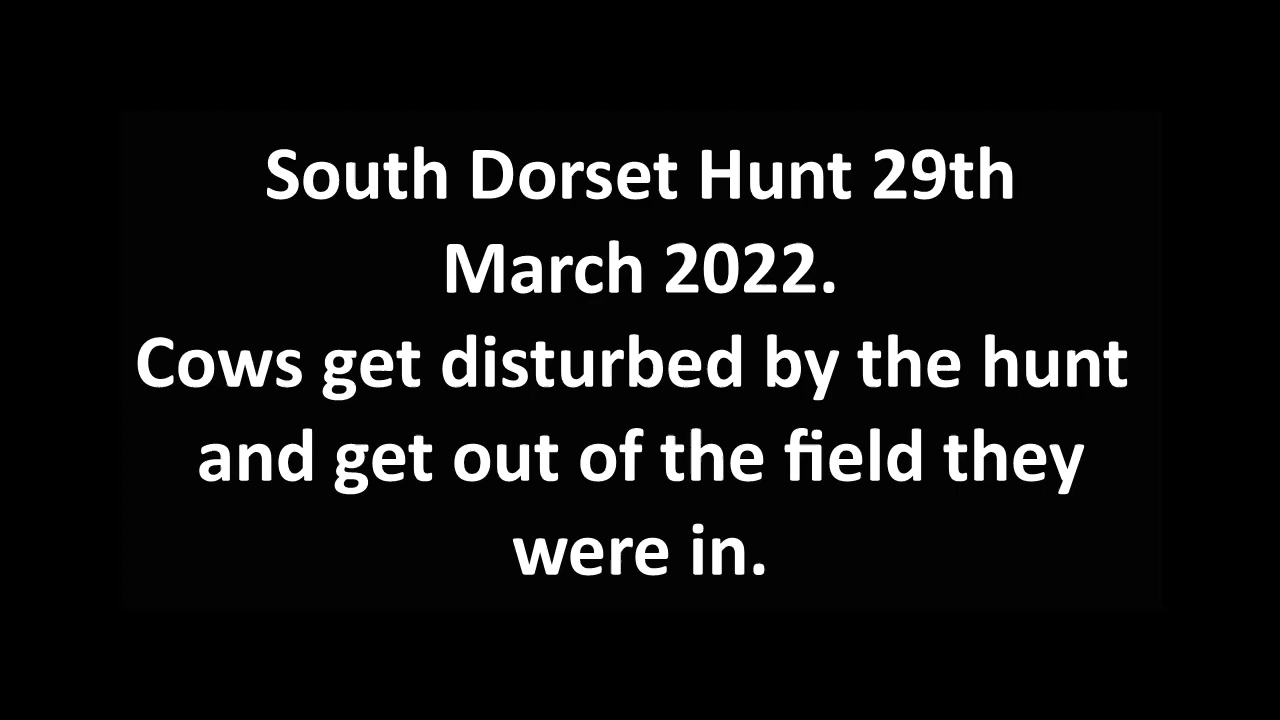 South Dorset Hunt 29th
March 2022.
Cows get disturbed by the hunt
and get out of the field they
were in.